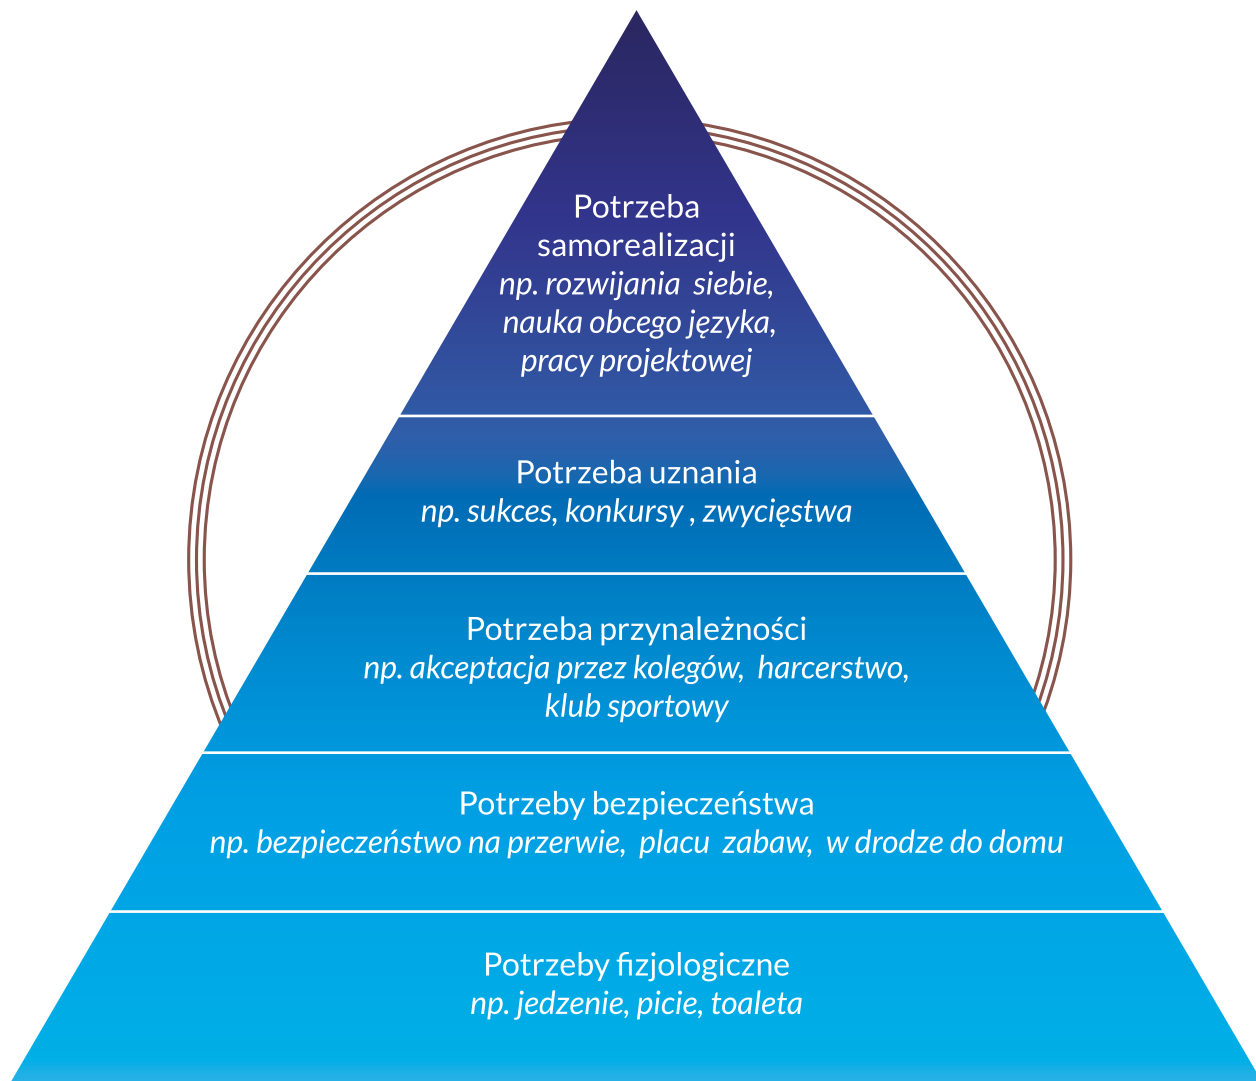 Potrzeba
samorealizacji
np. rozwijania siebie,
nauka obcego języka,
pracy projektowej
Potrzeba uznania
np. sukces, konkursy , zwycięstwa
Potrzeba przynależności
np. akceptacja przez kolegów, harcerstwo,
klub sportowy
Potrzeby bezpieczeństwa
np. bezpieczeństwo na przerwie, placu zabaw, w drodze do domu
Potrzeby fizjologiczne
np. jedzenie, picie, toaleta